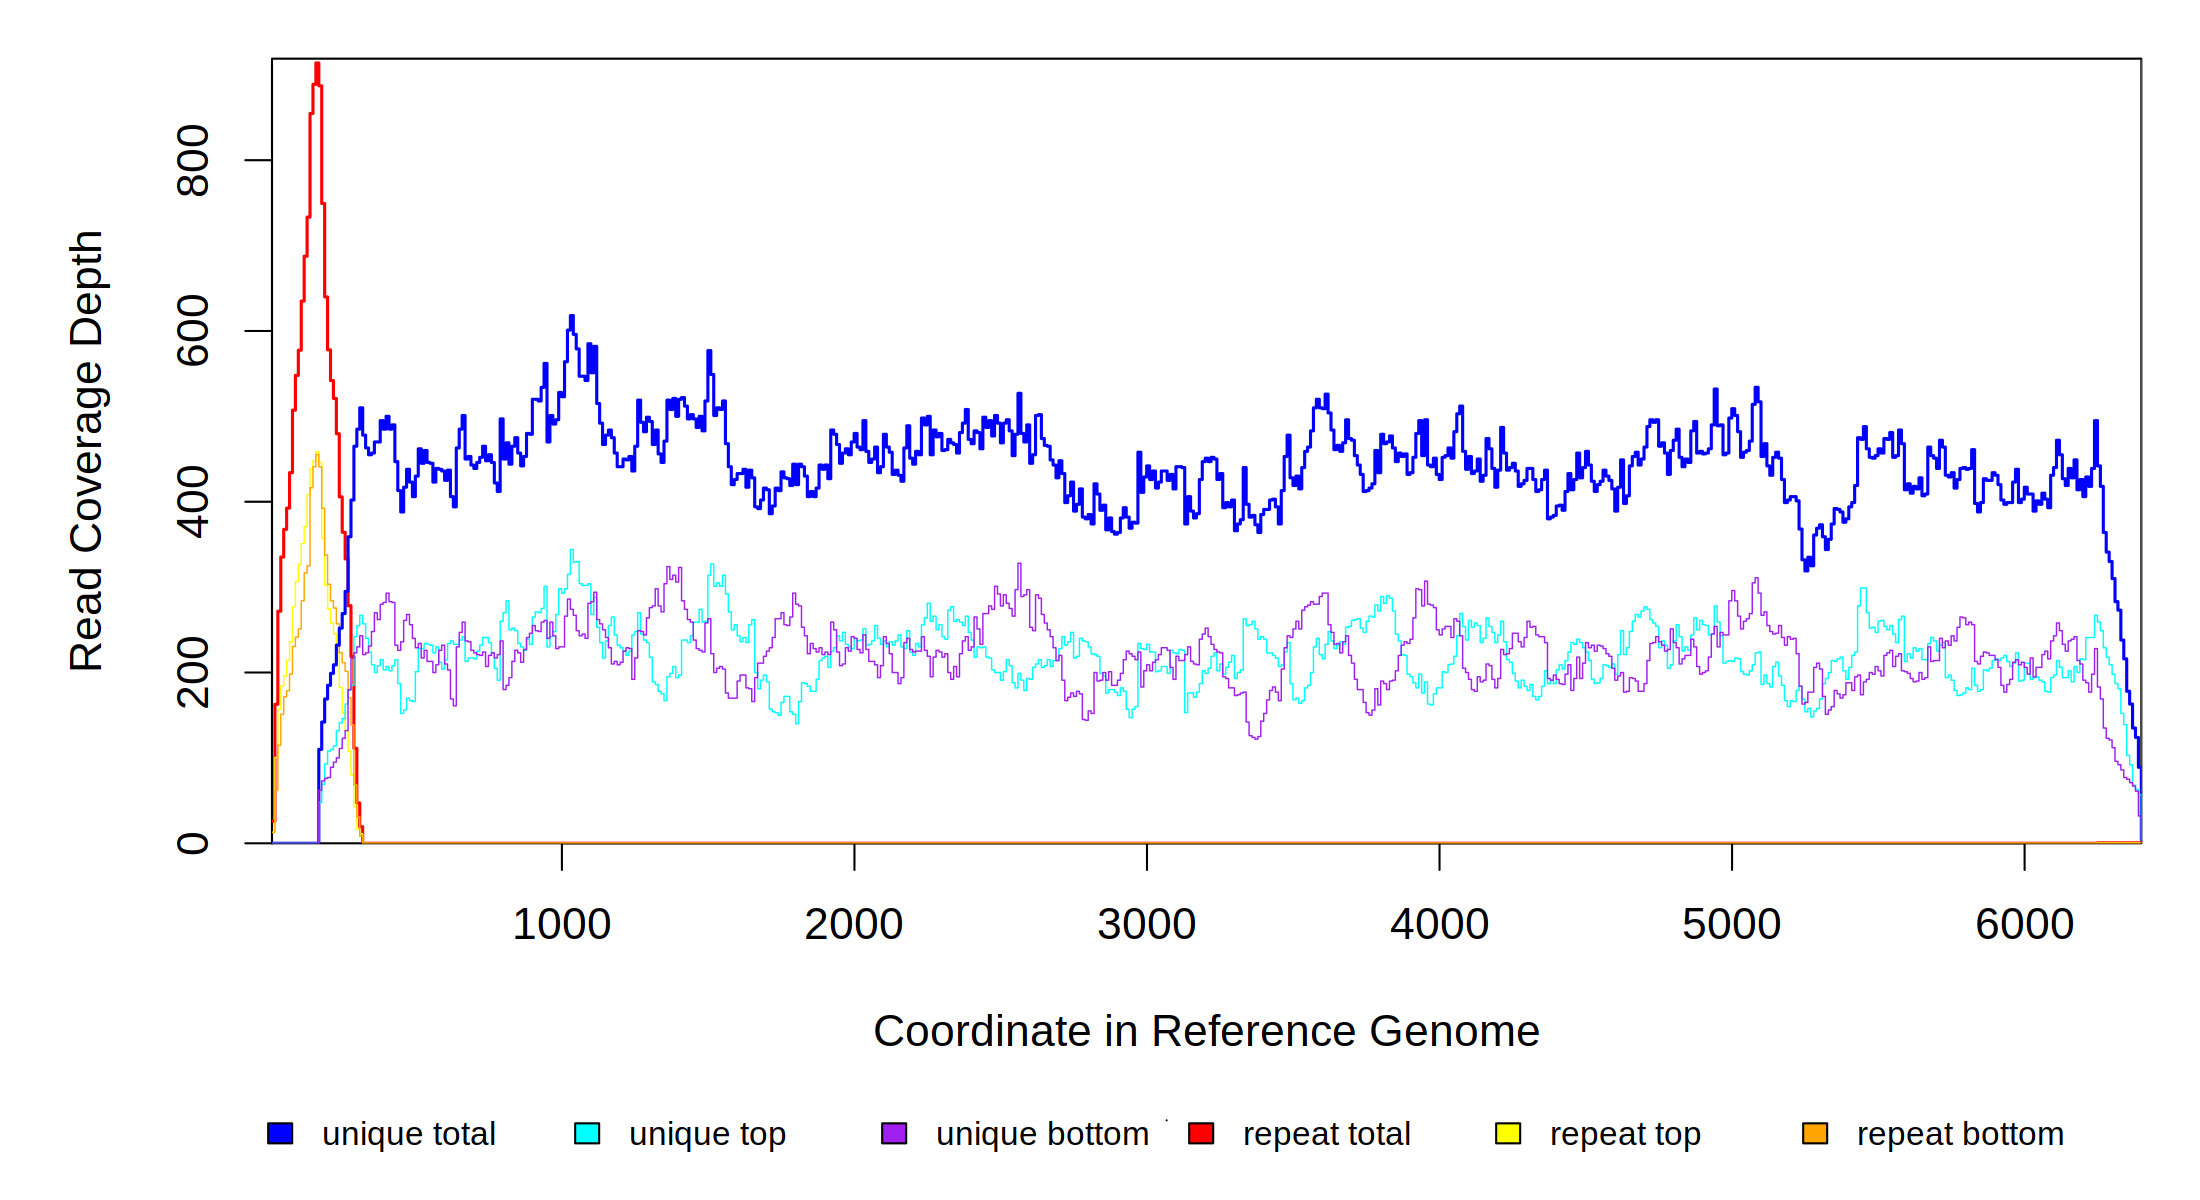 Read Coverage Depth
800
600
400
200
0
1000 2000 3000 4000 5000 6000
Coordinate in Reference Genome
unique total unique top unique bottom repeat total repeat top repeat bottom